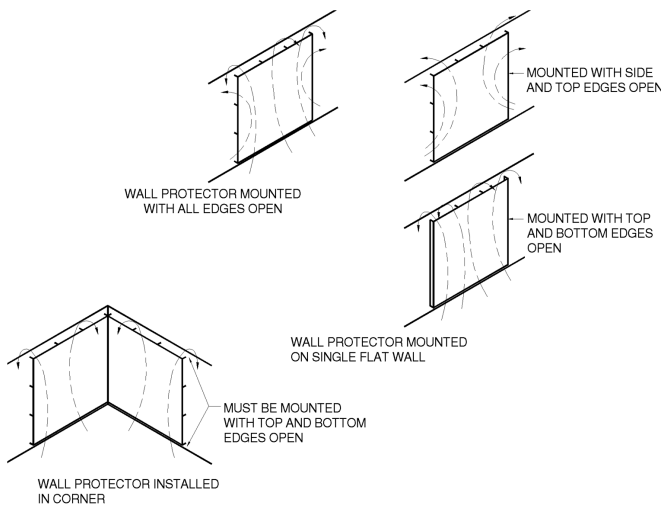 MOUNTED WITH SIDE
AND TOP EDGES OPEN
WALL PROTECTOR MOUNTED
WITH ALL EDGES OPEN
MOUNTED WITH TOP
AND BOTTOM EDGES
OPEN
WALL PROTECTOR MOUNTED
ON SINGLE FLAT WALL
MUST BE MOUNTED
WITH TOP AND BOTTOM
EDGES OPEN
WALL PROTECTOR INSTALLED
IN CORNER